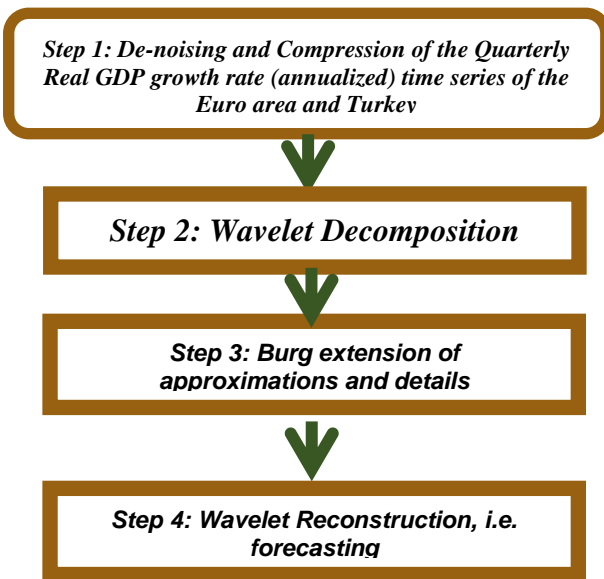 Step 1: De-noising and Compression of the Quarterly
Real GDP growth rate (annualized) time series of the
Euro area and Turkey
Step 2: Wavelet Decomposition
Step 3: Burg extension of
approximations and details
Step 4: Wavelet Reconstruction, i.e.
forecasting